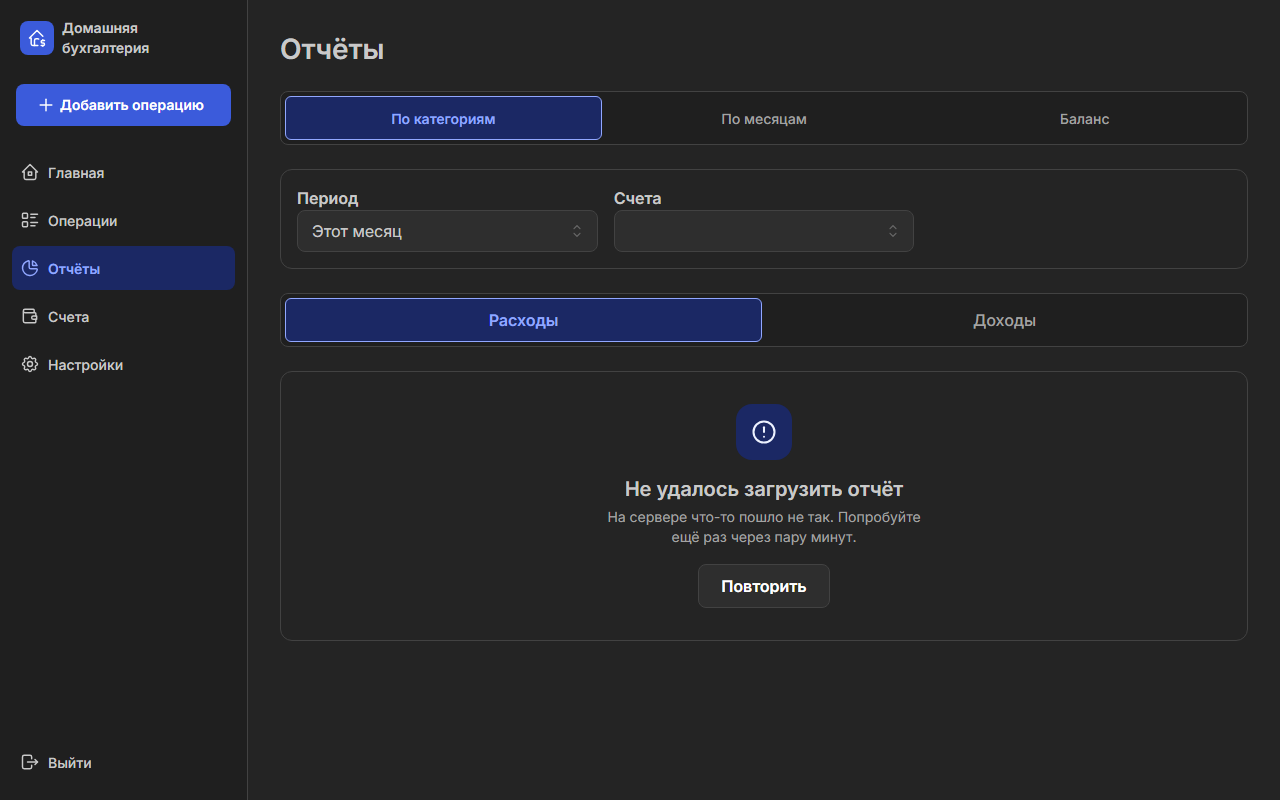 Домашняя
бухгалтерия
Добавить операцию
Главная
Операции
Отчёты
Счета
Настройки
Выйти
Отчёты
По категориям
По месяцам
Баланс
Период
Счета
Этот месяц
Расходы
Доходы
Не удалось загрузить отчёт
На сервере что-то пошло не так. Попробуйте
ещё раз через пару минут.
Повторить